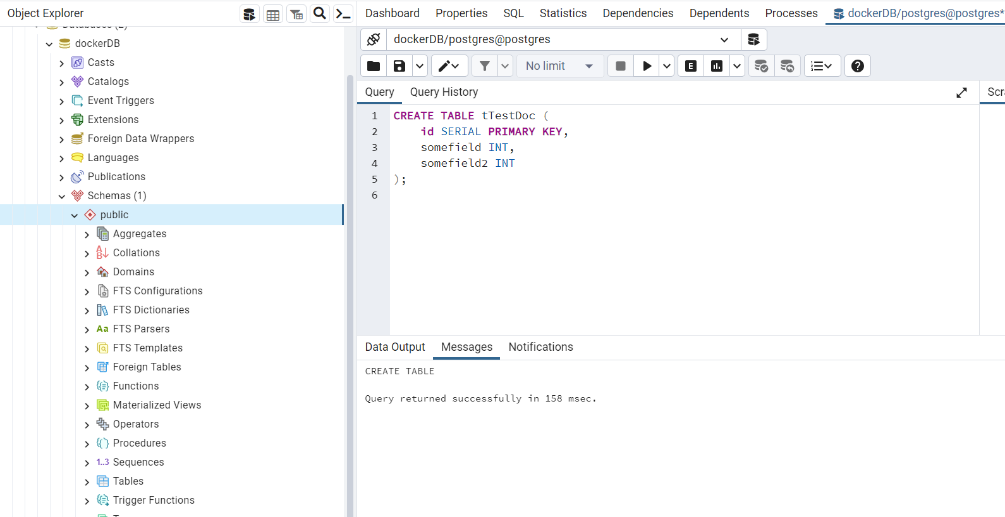 Object Explorer
Dashboard Properties SQL Statistics Dependencies Dependents Processes dockerDB/postgres@postgres*
dockerDB/postgres@postgres
No limit
Query Query History
1 CREATE TABLE tTestDoc (
2 id SERIAL PRIMARY KEY,
3 somefield INT,
4 somefield2 INT
5 );
6
Data Output Messages Notifications
CREATE TABLE
Query returned successfully in 158 msec.
dockerDB
Casts
Catalogs
Event Triggers
Extensions
Foreign Data Wrappers
Languages
Publications
Schemas (1)
public
Aggregates
Collations
Domains
FTS Configurations
FTS Dictionaries
Aa FTS Parsers
FTS Templates
Foreign Tables
Functions
Materialized Views
Operators
Procedures
1..3 Sequences
Tables
Trigger Functions